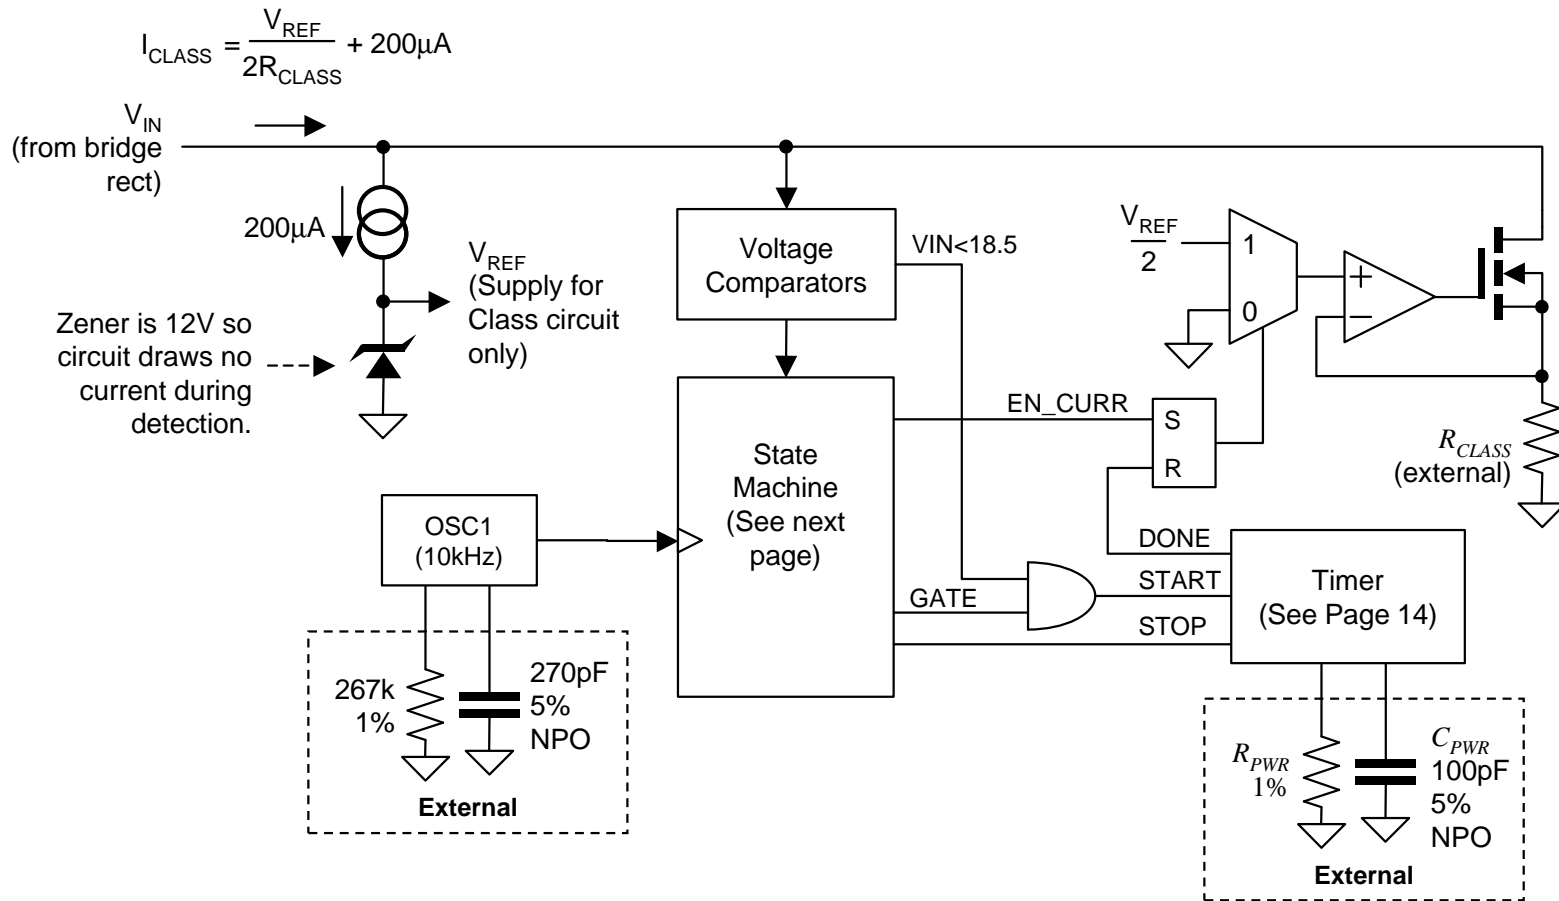 I_CLASS = V_REF / 2R_CLASS + 200µA
V_IN
(from bridge
rect)
200µA
V_REF
(Supply for
Class circuit
only)
Zener is 12V so
circuit draws no
current during
detection.
Voltage
Comparators
VIN<18.5
V_REF
2
1
0
+
−
EN_CURR
S
R
R_CLASS
(external)
State
Machine
(See next
page)
OSC1
(10kHz)
DONE
START
GATE
STOP
Timer
(See Page 14)
267k
1%
270pF
5%
NPO
External
R_PWR
1%
C_PWR
100pF
5%
NPO
External